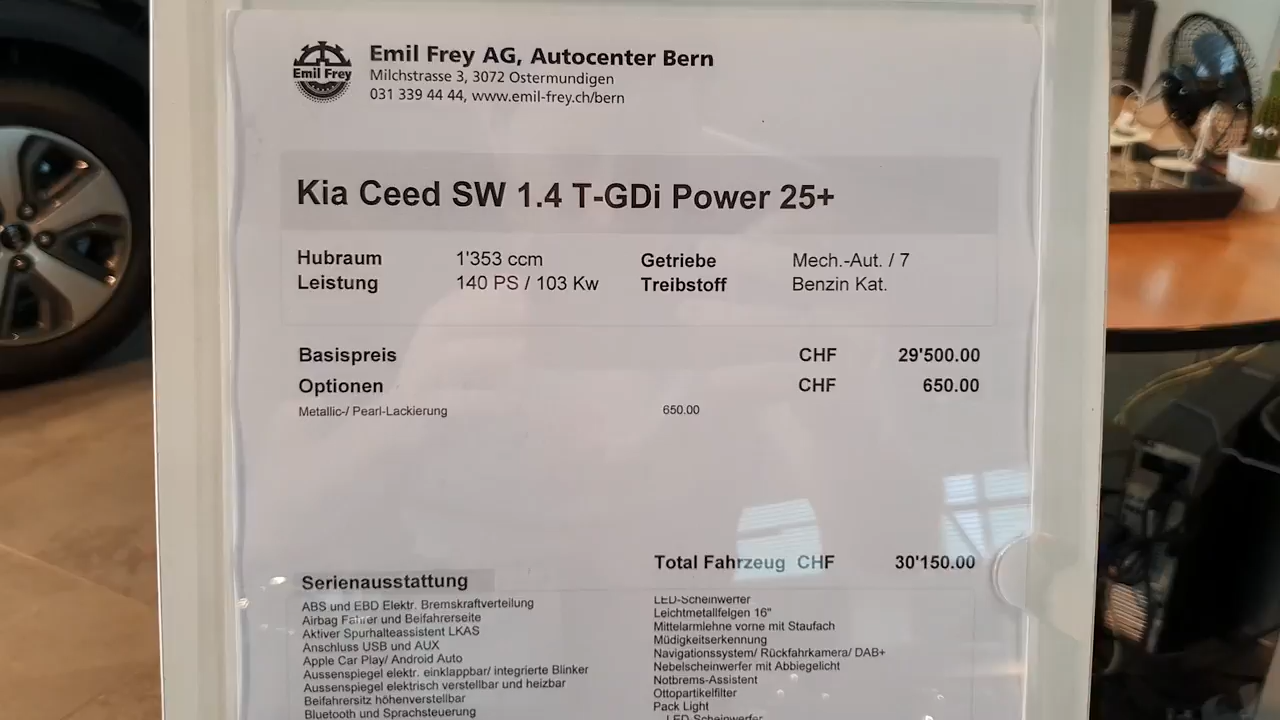 Emil Frey
Emil Frey AG, Autocenter Bern
Milchstrasse 3, 3072 Ostermundigen
031 339 44 44, www.emil-frey.ch/bern
Kia Ceed SW 1.4 T-GDi Power 25+
Hubraum 1'353 ccm Getriebe Mech.-Aut. / 7
Leistung 140 PS / 103 Kw Treibstoff Benzin Kat.
Basispreis CHF 29'500.00
Optionen CHF 650.00
Metallic-/ Pearl-Lackierung 650.00
Total Fahrzeug CHF 30'150.00
Serienausstattung
ABS und EBD Elektr. Bremskraftverteilung
Airbag Fahrer und Beifahrerseite
Aktiver Spurhalteassistent LKAS
Anschluss USB und AUX
Apple Car Play/ Android Auto
Aussenspiegel elektr. einklappbar/ integrierte Blinker
Aussenspiegel elektrisch verstellbar und heizbar
Beifahrersitz höhenverstellbar
Bluetooth und Sprachsteuerung
LED-Scheinwerfer
Leichtmetallfelgen 16"
Mittelarmlehne vorne mit Staufach
Müdigkeitserkennung
Navigationssystem/ Rückfahrkamera/ DAB+
Nebelscheinwerfer mit Abbiegelicht
Notbrems-Assistent
Ottopartikelfilter
Pack Light
LED-Scheinwerfer